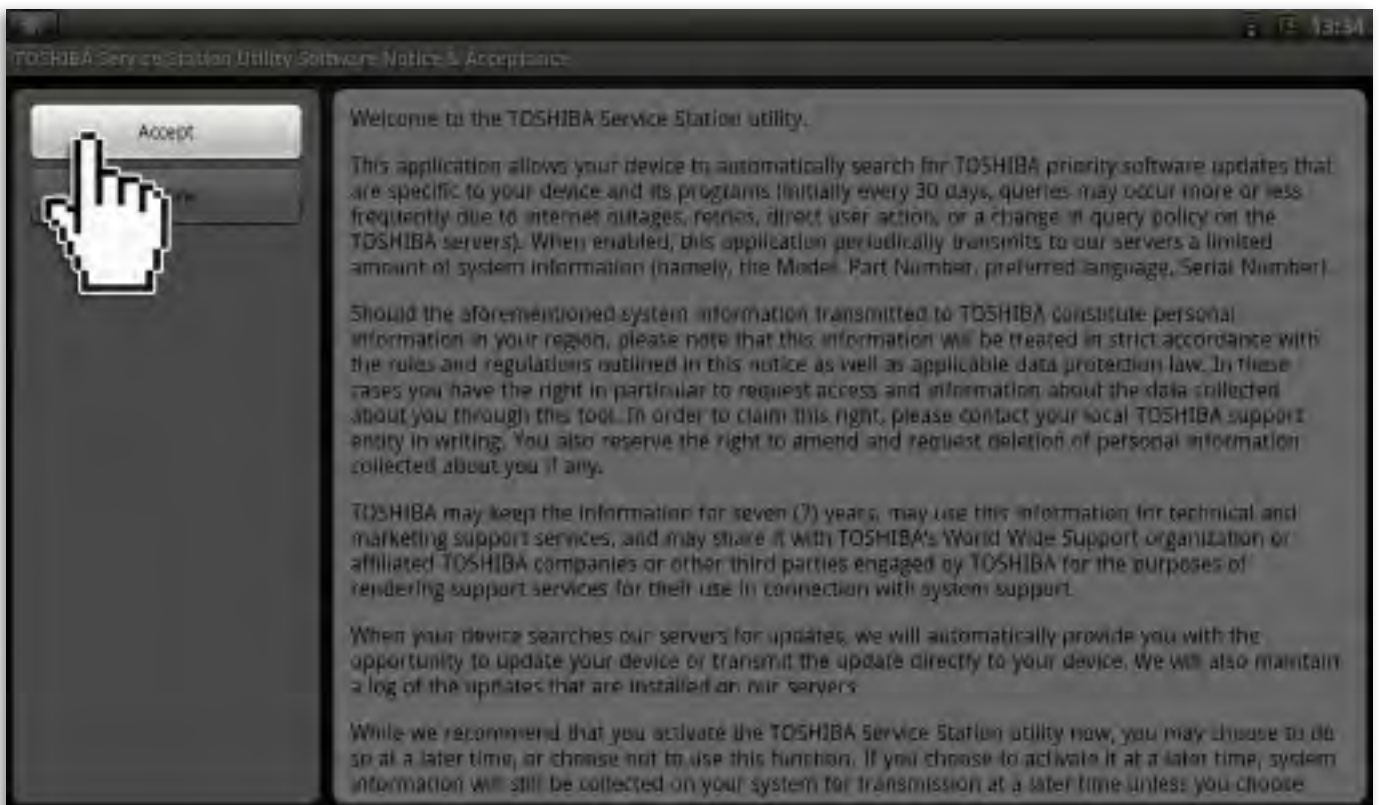 13:34
TOSHIBA Service Station Utility Software Notice & Acceptance
Accept
Welcome to the TOSHIBA Service Station utility.
This application allows your device to automatically search for TOSHIBA priority software updates that
are specific to your device and its programs (initially every 30 days, queries may occur more or less
frequently due to internet outages, retries, direct user action, or a change in query policy on the
TOSHIBA servers). When enabled, this application periodically transmits to our servers a limited
amount of system information (namely, the Model, Part Number, preferred language, Serial Number).
Should the aforementioned system information transmitted to TOSHIBA constitute personal
information in your region, please note that this information will be treated in strict accordance with
the rules and regulations outlined in this notice as well as applicable data protection law. In these
cases you have the right in particular to request access and information about the data collected
about you through this tool. In order to claim this right, please contact your local TOSHIBA support
entity in writing. You also reserve the right to amend and request deletion of personal information
collected about you if any.
TOSHIBA may keep the information for seven (7) years, may use this information for technical and
marketing support services, and may share it with TOSHIBA's World Wide Support organization or
affiliated TOSHIBA companies or other third parties engaged by TOSHIBA for the purposes of
rendering support services for their use in connection with system support.
When your device searches our servers for updates, we will automatically provide you with the
opportunity to update your device or transmit the update directly to your device. We will also maintain
a log of the updates that are installed on our servers.
While we recommend that you activate the TOSHIBA Service Station utility now, you may choose to do
so at a later time, or choose not to use this function. If you choose to activate it at a later time, system
information will still be collected on your system for transmission at a later time unless you choose